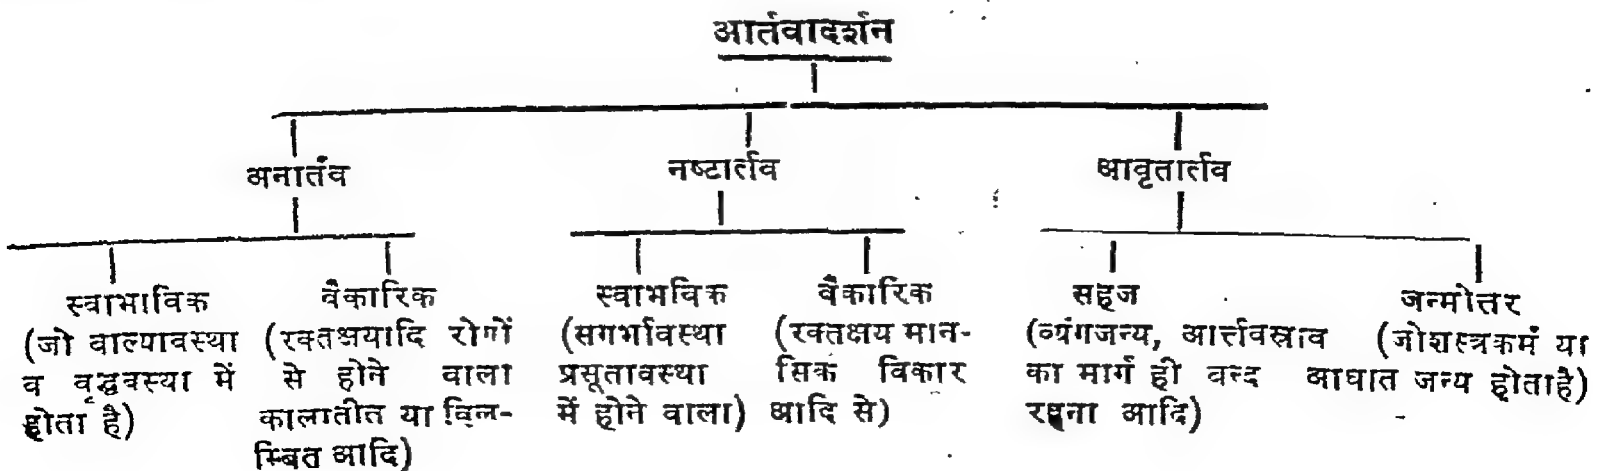 आर्तवादर्शन
अनार्तव
नष्टार्तव
आवृतार्तव
स्वाभाविक
(जो वाल्यावस्था
व वृद्धवस्था में
होता है)
वैकारिक
(रक्तक्षयादि रोगों
से होने वाला
कालातीत या विल-
म्बित आदि)
स्वाभविक
(सगर्भावस्था
प्रसूतावस्था
में होने वाला)
वैकारिक
(रक्तक्षय मान-
सिक विकार
आदि से)
सहज
(व्यंगजन्य, आर्त्तवस्राव
का मार्ग ही वन्द
रहना आदि)
जन्मोत्तर
(जोशस्त्रकर्म या
आघात जन्य होताहै)